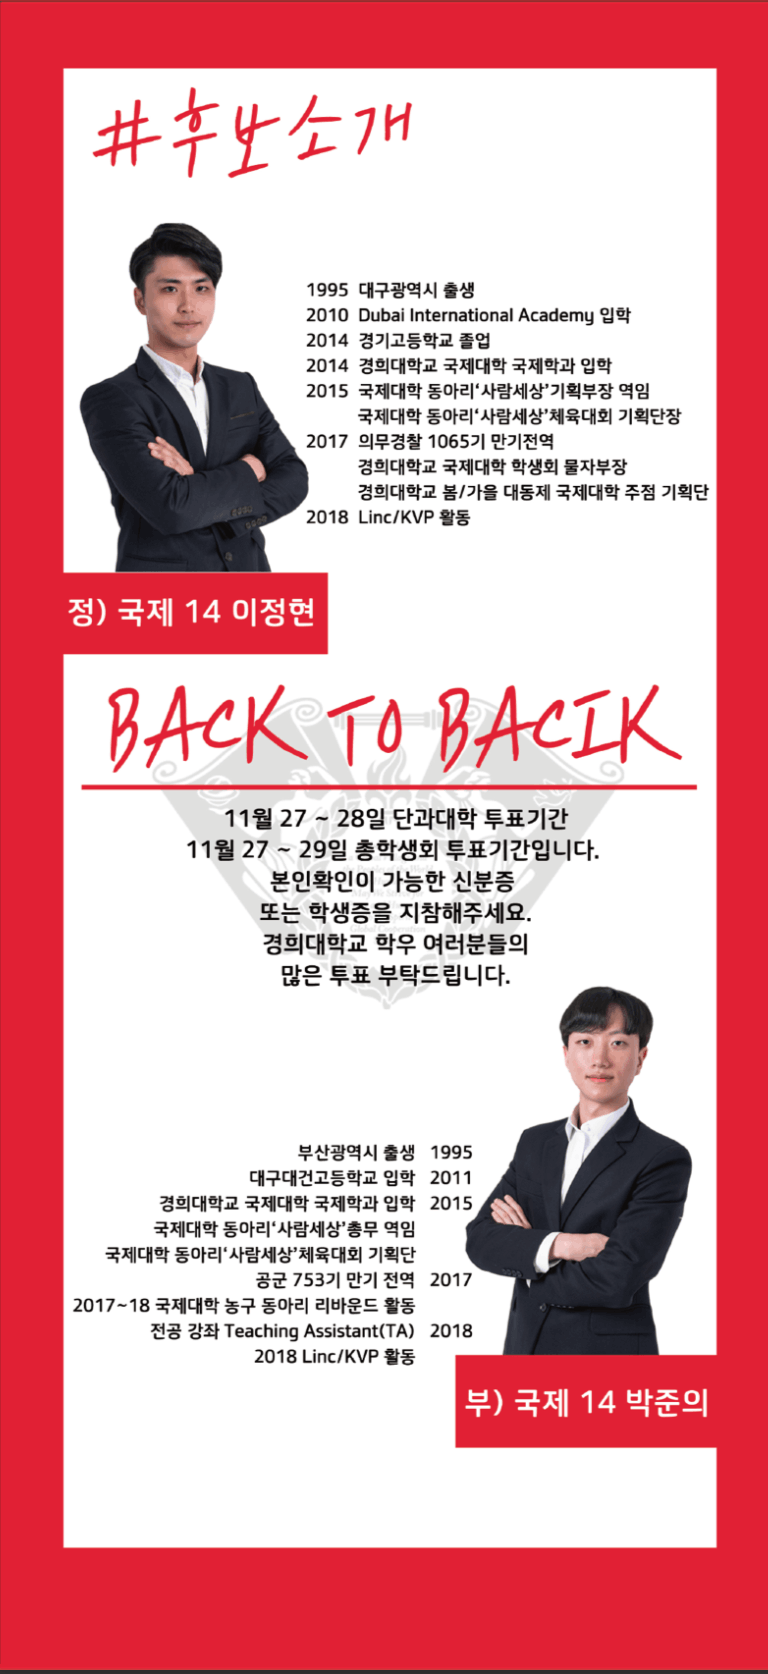 #후보소개
1995 대구광역시 출생
2010 Dubai International Academy 입학
2014 경기고등학교 졸업
2014 경희대학교 국제대학 국제학과 입학
2015 국제대학 동아리‘사람세상’기획부장 역임
국제대학 동아리‘사람세상’체육대회 기획단장
2017 의무경찰 1065기 만기전역
경희대학교 국제대학 학생회 물자부장
경희대학교 봄/가을 대동제 국제대학 주점 기획단
2018 Linc/KVP 활동
정) 국제 14 이정현
BACK TO BACIK
11월 27 ~ 28일 단과대학 투표기간
11월 27 ~ 29일 총학생회 투표기간입니다.
본인확인이 가능한 신분증
또는 학생증을 지참해주세요.
경희대학교 학우 여러분들의
많은 투표 부탁드립니다.
부산광역시 출생 1995
대구대건고등학교 입학 2011
경희대학교 국제대학 국제학과 입학 2015
국제대학 동아리‘사람세상’총무 역임
국제대학 동아리‘사람세상’체육대회 기획단
공군 753기 만기 전역 2017
2017~18 국제대학 농구 동아리 리바운드 활동
전공 강좌 Teaching Assistant(TA) 2018
2018 Linc/KVP 활동
부) 국제 14 박준의